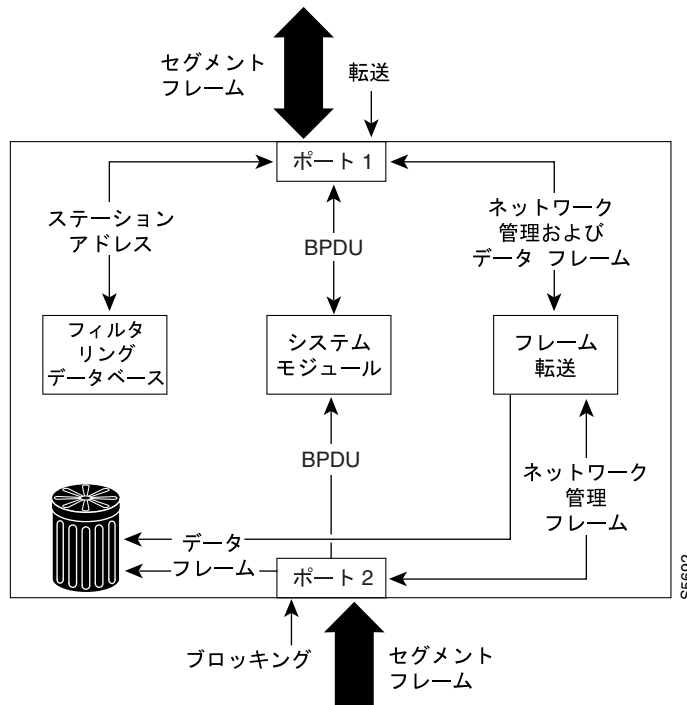 セグメント
フレーム
転送
ポート 1
ステーション
アドレス
BPDU
ネットワーク
管理および
データ フレーム
フィルタ
リング
データベース
システム
モジュール
フレーム
転送
BPDU
ネットワーク
管理
フレーム
データ
フレーム
ポート 2
S5692
ブロッキング
セグメント
フレーム